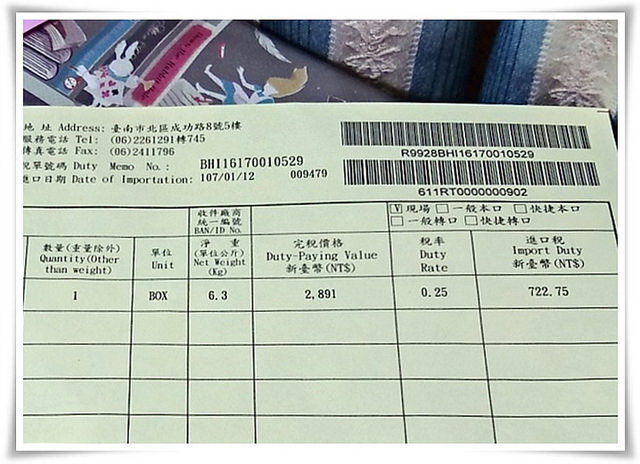 地 址 Address: 臺南市北區成功路8號5樓
服務電話 Tel: (06)2261291轉745
傳真電話 Fax: (06)2411796
稅單號碼 Duty Memo No.: BHI16170010529
進口日期 Date of Importation: 107/01/12 009479
R9928BHI16170010529
611RT0000000902
V 現場 一般本口 快捷本口
一般轉口 快捷轉口
收件廠商
統一編號
BAN/ID No.
數量(重量除外)
Quantity(Other
than weight)
單位
Unit
淨 重
(單位公斤)
Net Weight
(Kg)
完稅價格
Duty-Paying Value
新臺幣(NT$)
稅率
Duty
Rate
進口稅
Import Duty
新臺幣(NT$)
1 BOX 6.3 2,891 0.25 722.75